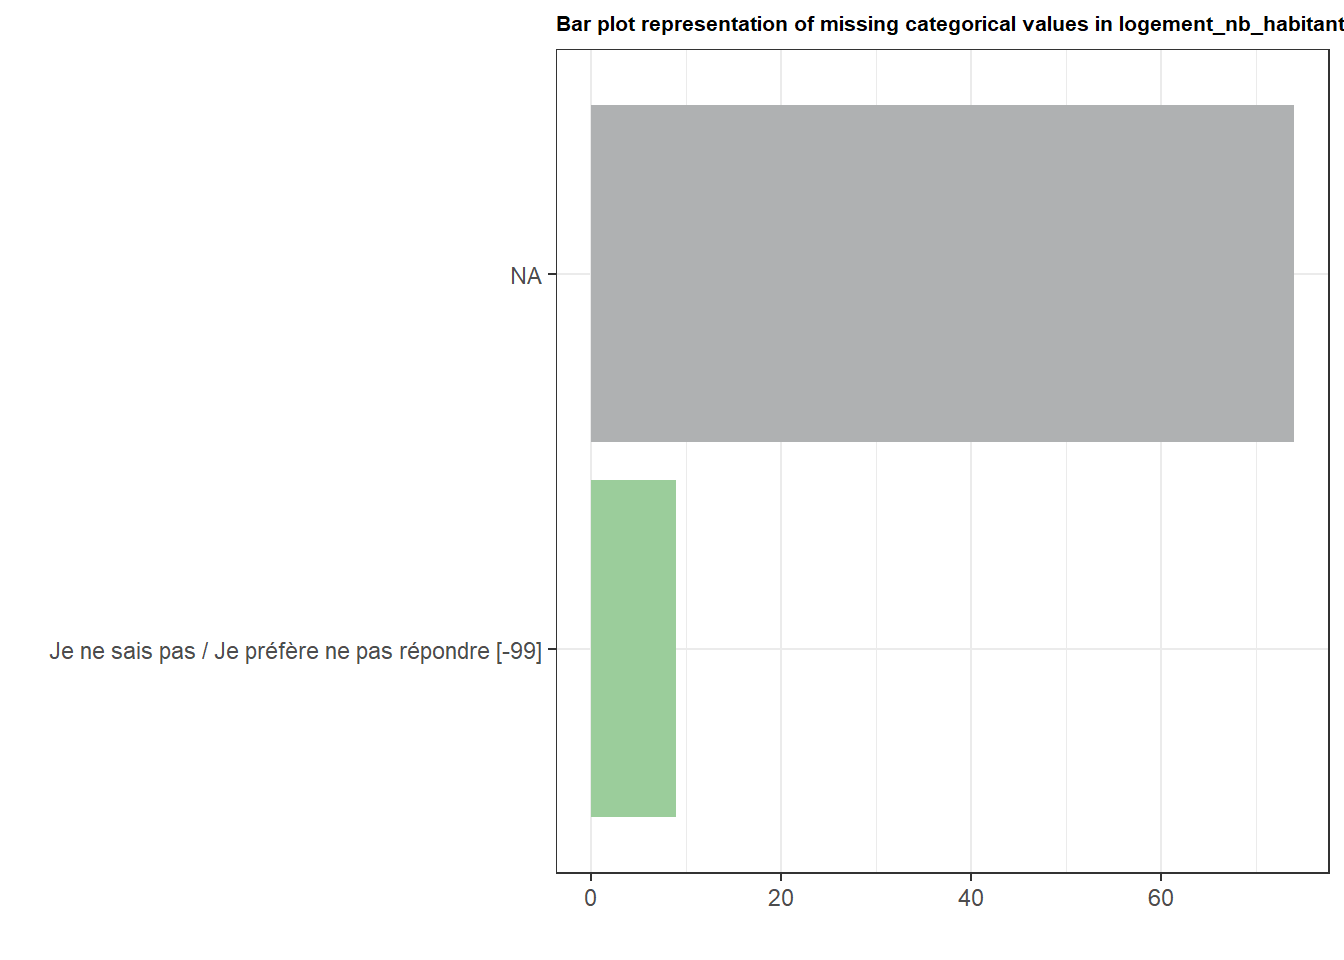 Bar plot representation of missing categorical values in logement_nb_habitant
NA
Je ne sais pas / Je préfère ne pas répondre [-99]
0 20 40 60